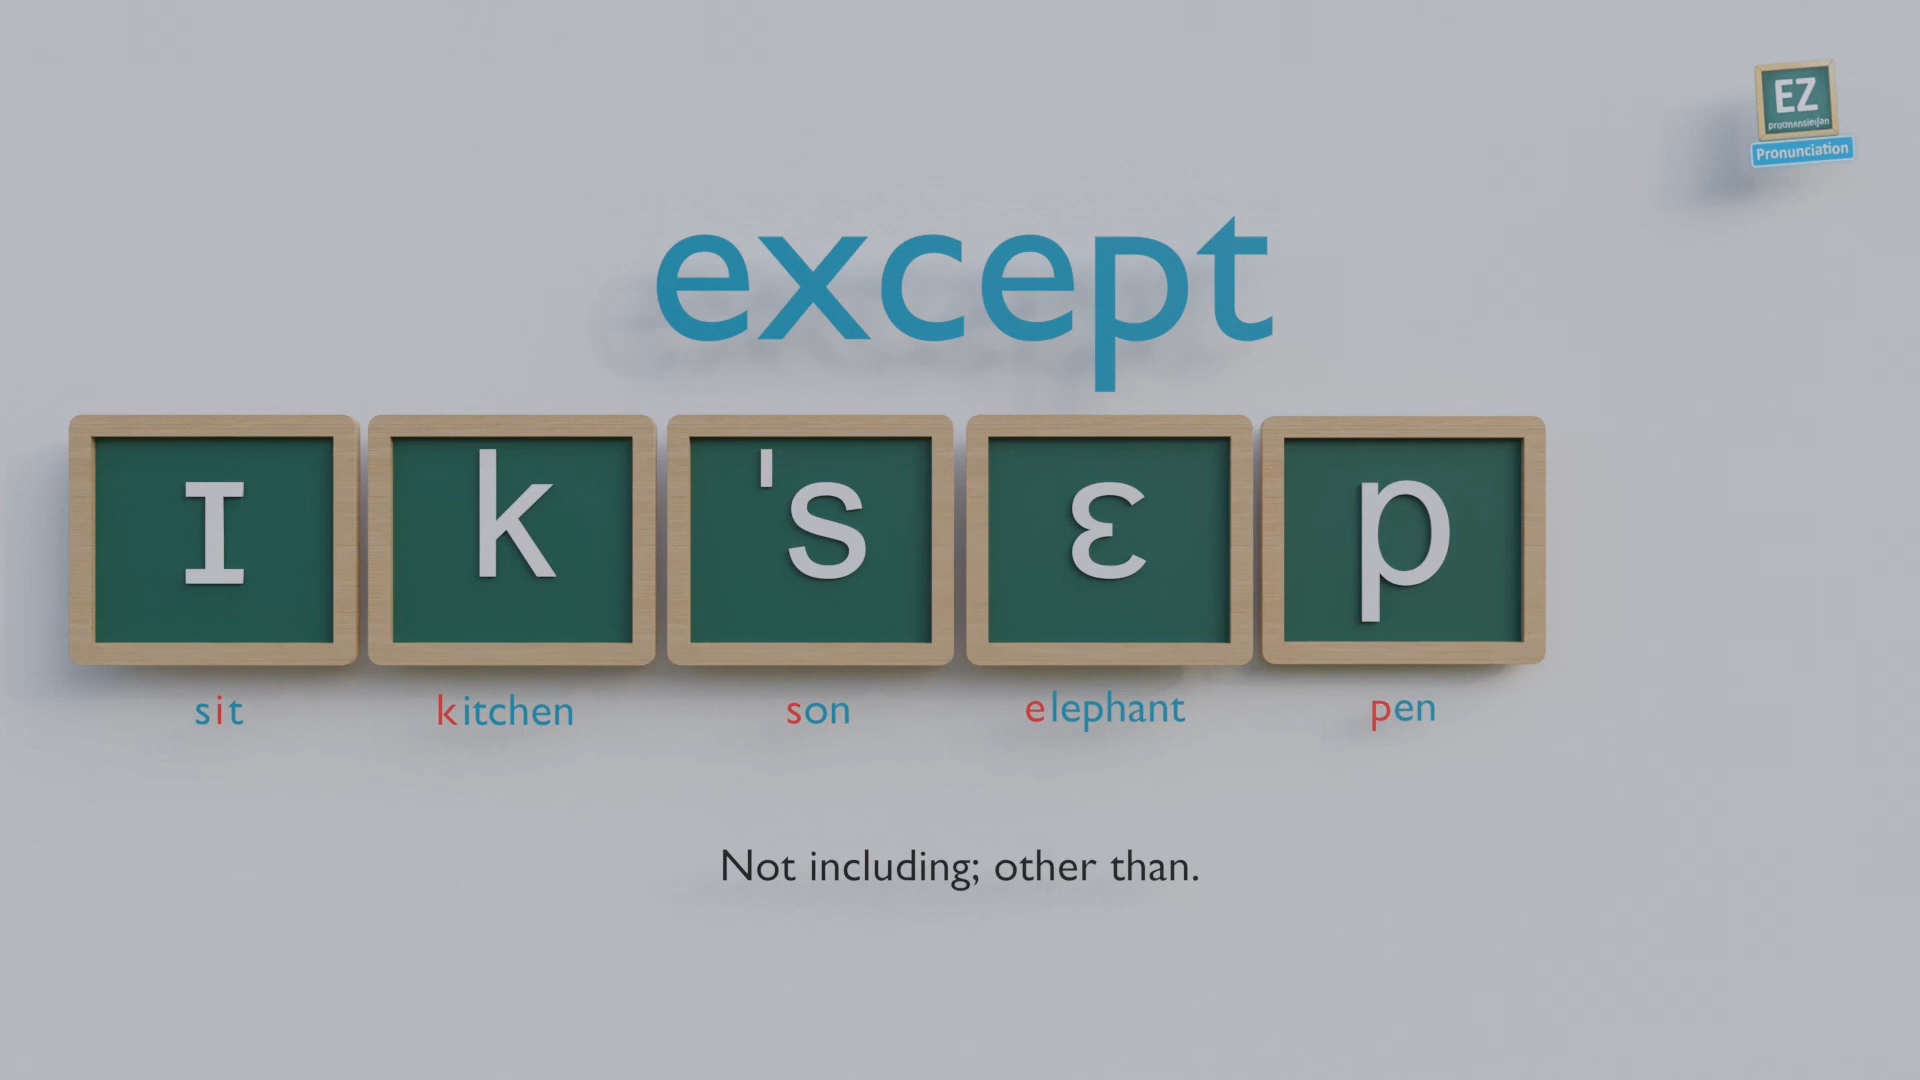 EZ
Pronunciation
except
ɪ k ˈs ɛ p
sit kitchen son elephant pen
Not including; other than.